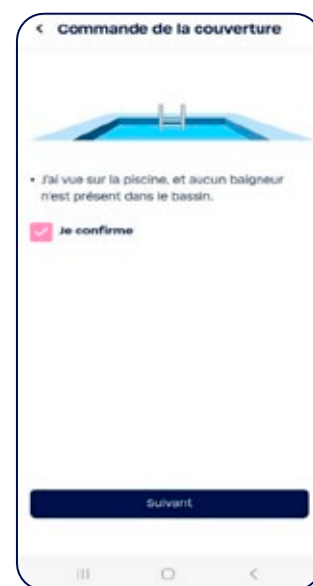 Commande de la couverture
• J'ai vue sur la piscine, et aucun baigneur
n'est présent dans le bassin.
Je confirme
Suivant